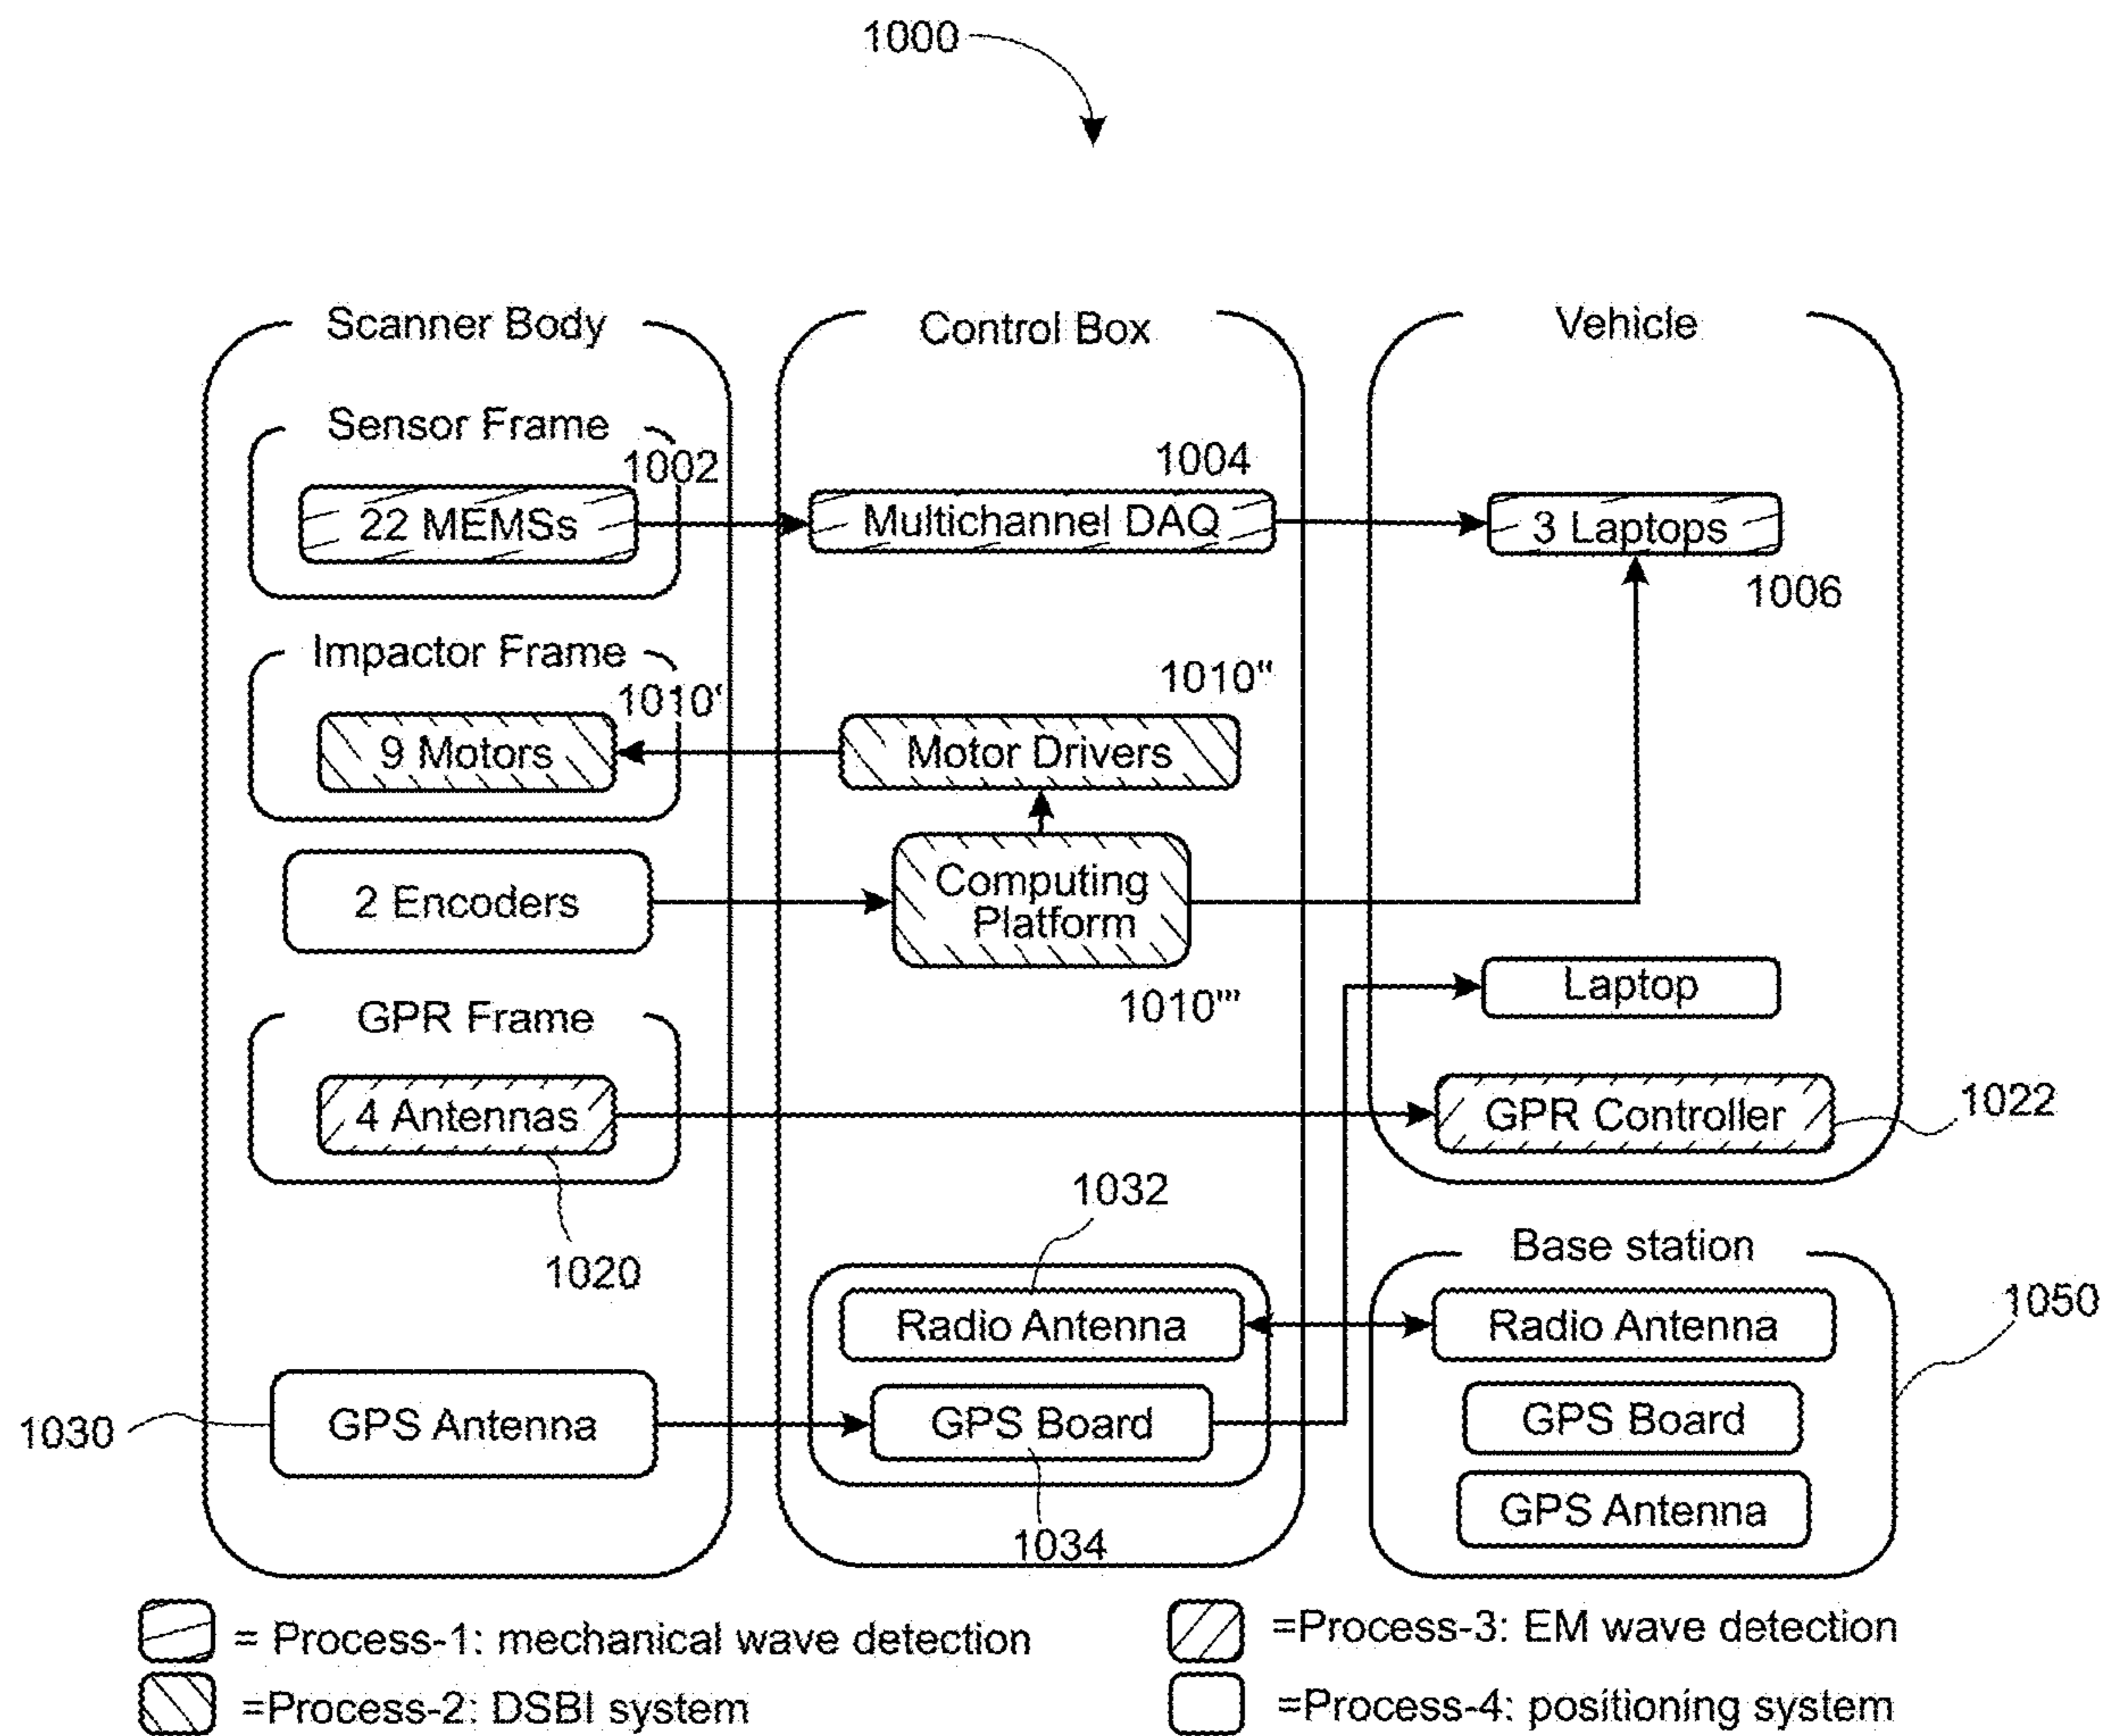 1000
Scanner Body
Control Box
Vehicle
Sensor Frame
1002
1004
22 MEMSs
Multichannel DAQ
3 Laptops
1006
Impactor Frame
1010'
1010"
9 Motors
Motor Drivers
2 Encoders
Computing
Platform
1010'''
Laptop
GPR Frame
4 Antennas
GPR Controller
1022
1020
1032
Base station
Radio Antenna
Radio Antenna
1050
1030
GPS Antenna
GPS Board
GPS Board
GPS Antenna
1034
= Process-1: mechanical wave detection
=Process-3: EM wave detection
=Process-2: DSBI system
=Process-4: positioning system